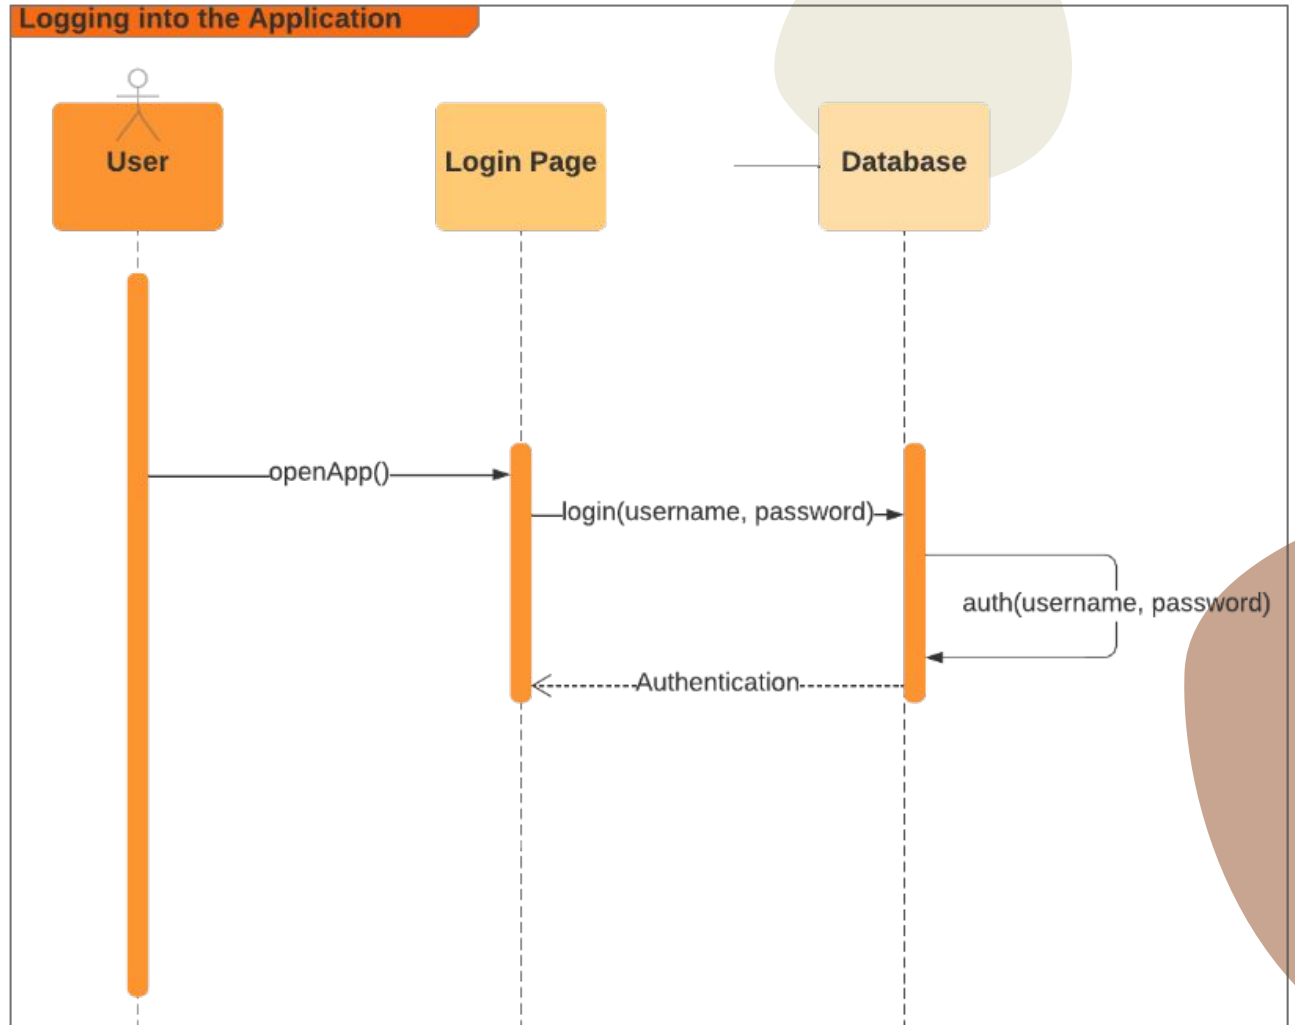 Logging into the Application
User
Login Page
Database
openApp()
login(username, password)
auth(username, password)
Authentication